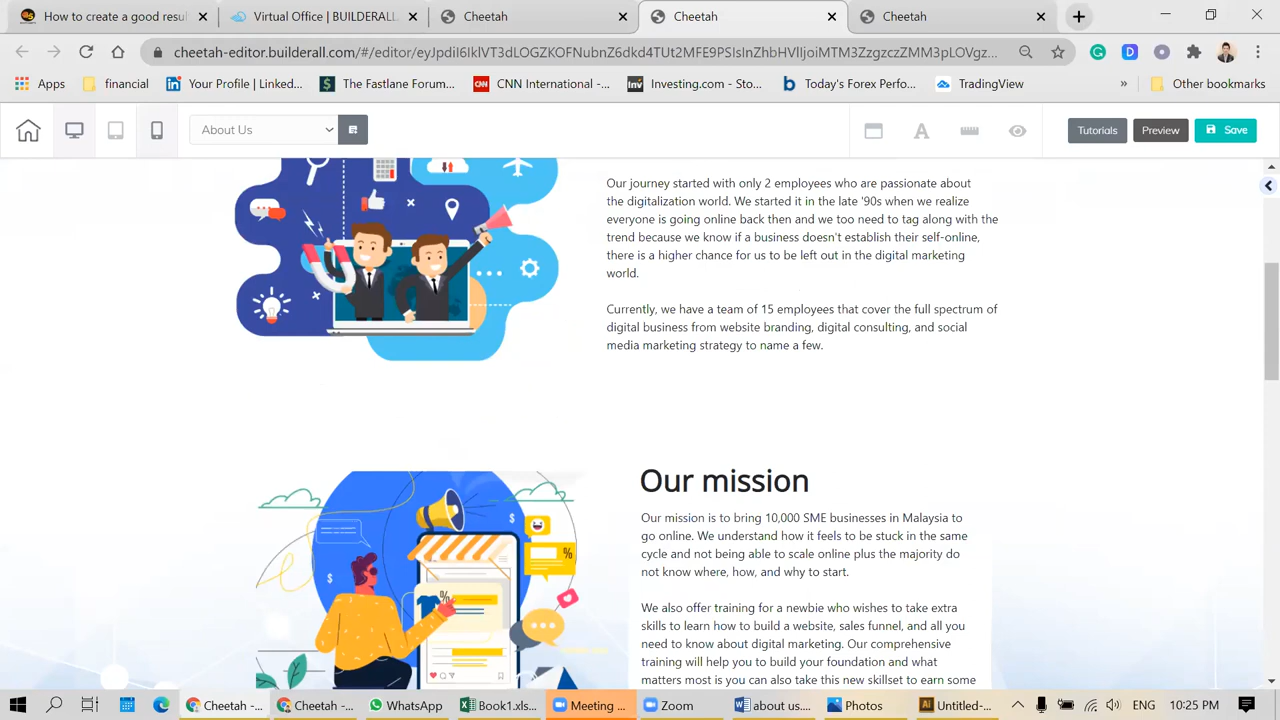 How to create a good resu
Virtual Office | BUILDERALL.
Cheetah
Cheetah
Cheetah
Apps
financial
Your Profile | Linked...
The Fastlane Forum...
CNN International -...
Investing.com - Sto...
Today's Forex Perfo...
TradingView
»
Other bookmarks
About Us
Tutorials
Preview
Save
Our journey started with only 2 employees who are passionate about
the digitalization world. We started it in the late '90s when we realize
everyone is going online back then and we too need to tag along with the
trend because we know if a business doesn't establish their self-online,
there is a higher chance for us to be left out in the digital marketing
world.
Currently, we have a team of 15 employees that cover the full spectrum of
digital business from website branding, digital consulting, and social
media marketing strategy to name a few.
Our mission
Our mission is to bring 10,000 SME businesses in Malaysia to
go online. We understand how it feels to be stuck in the same
cycle and not being able to scale online plus the majority do
not know where, how, and why to start.
We also offer training for a newbie who wishes to take extra
skills to learn how to build a website, sales funnel, and all you
need to know about digital marketing. Our comprehensive
training will help you to build your foundation and what
matters most is you can also take this new skillset to earn some
Cheetah -...
Cheetah -...
WhatsApp
Book1.xls...
Meeting ...
Zoom
about us....
Photos
Untitled-...
ENG
10:25 PM